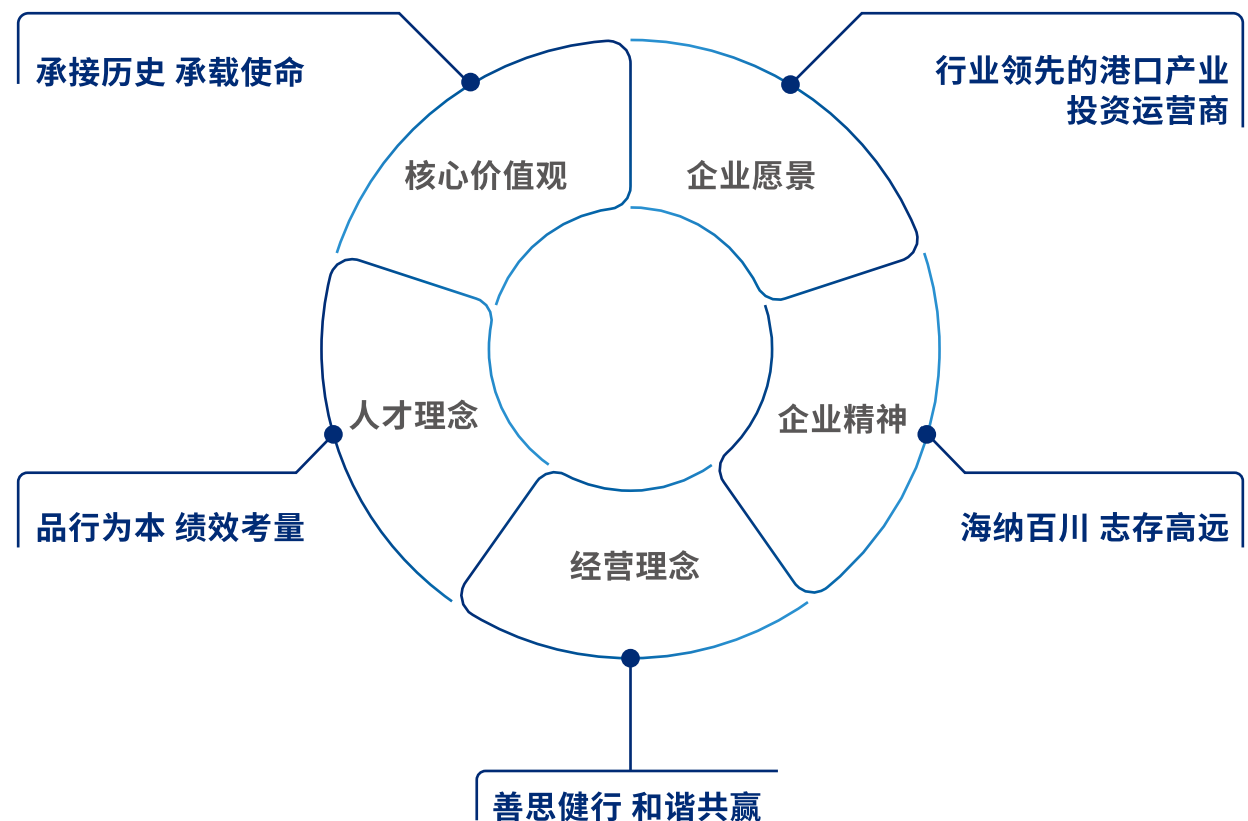 承接历史 承载使命
行业领先的港口产业
投资运营商
核心价值观
企业愿景
人才理念
企业精神
品行为本 绩效考量
海纳百川 志存高远
经营理念
善思健行 和谐共赢